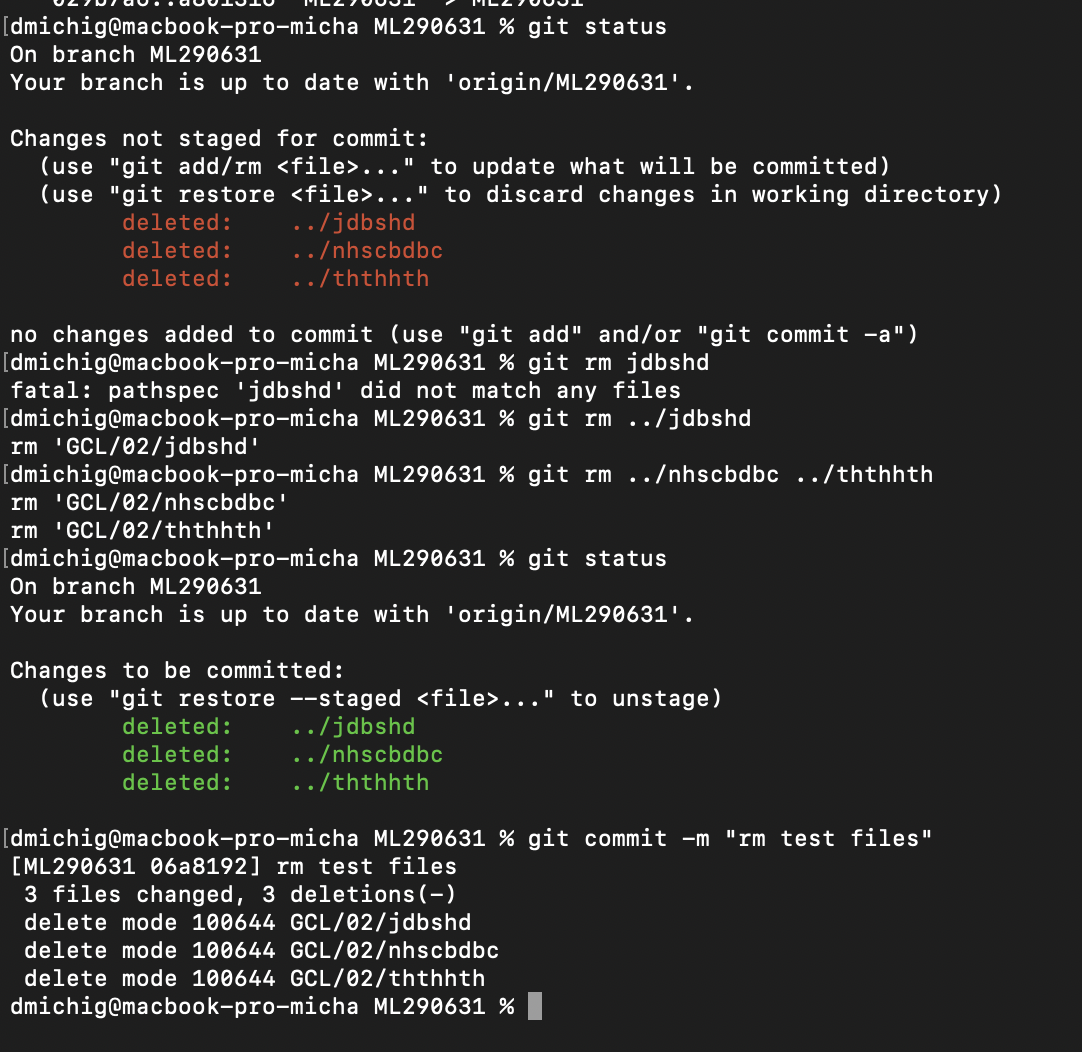 029b7a6..a801316  ML290631 -> ML290631
[dmichig@macbook-pro-micha ML290631 % git status
On branch ML290631
Your branch is up to date with 'origin/ML290631'.
Changes not staged for commit:
  (use "git add/rm <file>..." to update what will be committed)
  (use "git restore <file>..." to discard changes in working directory)
        deleted:    ../jdbshd
        deleted:    ../nhscbdbc
        deleted:    ../thththth
no changes added to commit (use "git add" and/or "git commit -a")
[dmichig@macbook-pro-micha ML290631 % git rm jdbshd
fatal: pathspec 'jdbshd' did not match any files
[dmichig@macbook-pro-micha ML290631 % git rm ../jdbshd
rm 'GCL/02/jdbshd'
[dmichig@macbook-pro-micha ML290631 % git rm ../nhscbdbc ../thththth
rm 'GCL/02/nhscbdbc'
rm 'GCL/02/thththth'
[dmichig@macbook-pro-micha ML290631 % git status
On branch ML290631
Your branch is up to date with 'origin/ML290631'.
Changes to be committed:
  (use "git restore --staged <file>..." to unstage)
        deleted:    ../jdbshd
        deleted:    ../nhscbdbc
        deleted:    ../thththth
[dmichig@macbook-pro-micha ML290631 % git commit -m "rm test files"
[ML290631 06a8192] rm test files
 3 files changed, 3 deletions(-)
 delete mode 100644 GCL/02/jdbshd
 delete mode 100644 GCL/02/nhscbdbc
 delete mode 100644 GCL/02/thththth
dmichig@macbook-pro-micha ML290631 %